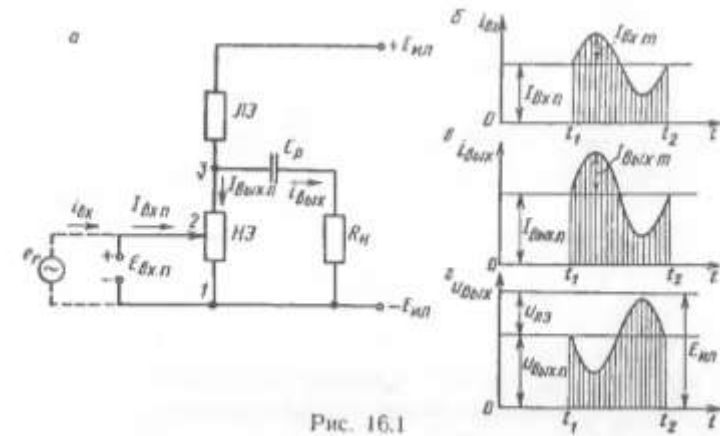 а
+ Eип
ЛЭ
3
Cр
Iвых п
iвых
iвх
Iвх п
2
НЭ
Rн
eг
+
−
Eвх.п
1
−Eип
б
iвх
Iвх m
Iвх п
0
t1
t2
t
в
iвых
Iвых m
Iвых.п
0
t1
t2
t
г
uвых
uлэ
uвых.п
Eип
0
t1
t2
t
Рис. 16.1